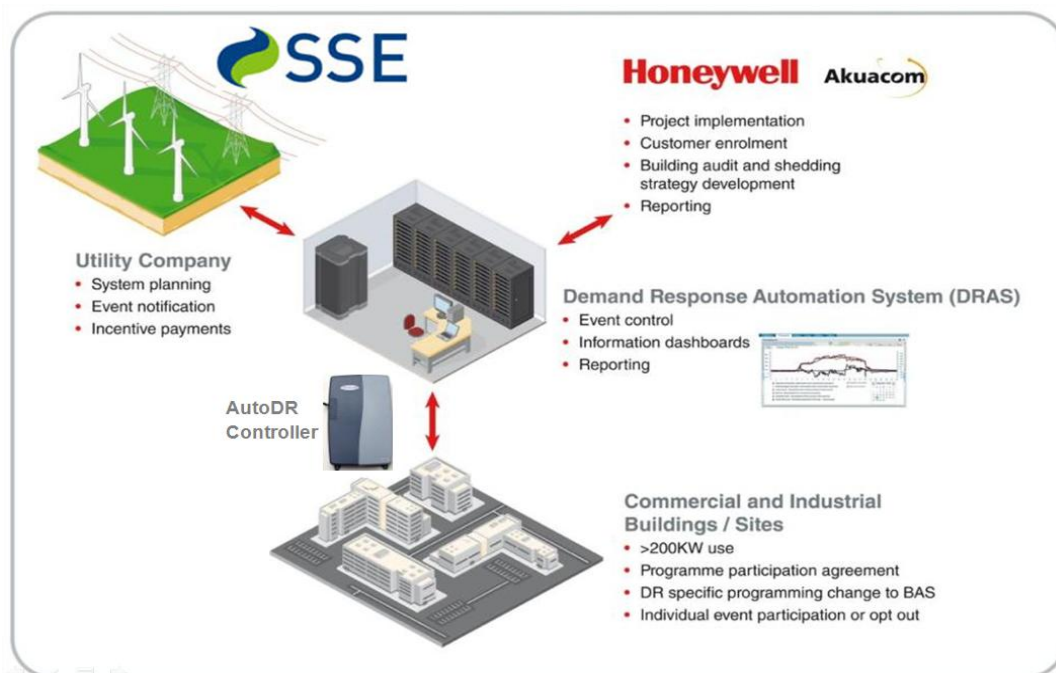 SSE
Honeywell
Akuacom
• Project implementation
• Customer enrolment
• Building audit and shedding
strategy development
• Reporting
Utility Company
• System planning
• Event notification
• Incentive payments
Demand Response Automation System (DRAS)
• Event control
• Information dashboards
• Reporting
AutoDR
Controller
Commercial and Industrial
Buildings / Sites
• >200KW use
• Programme participation agreement
• DR specific programming change to BAS
• Individual event participation or opt out